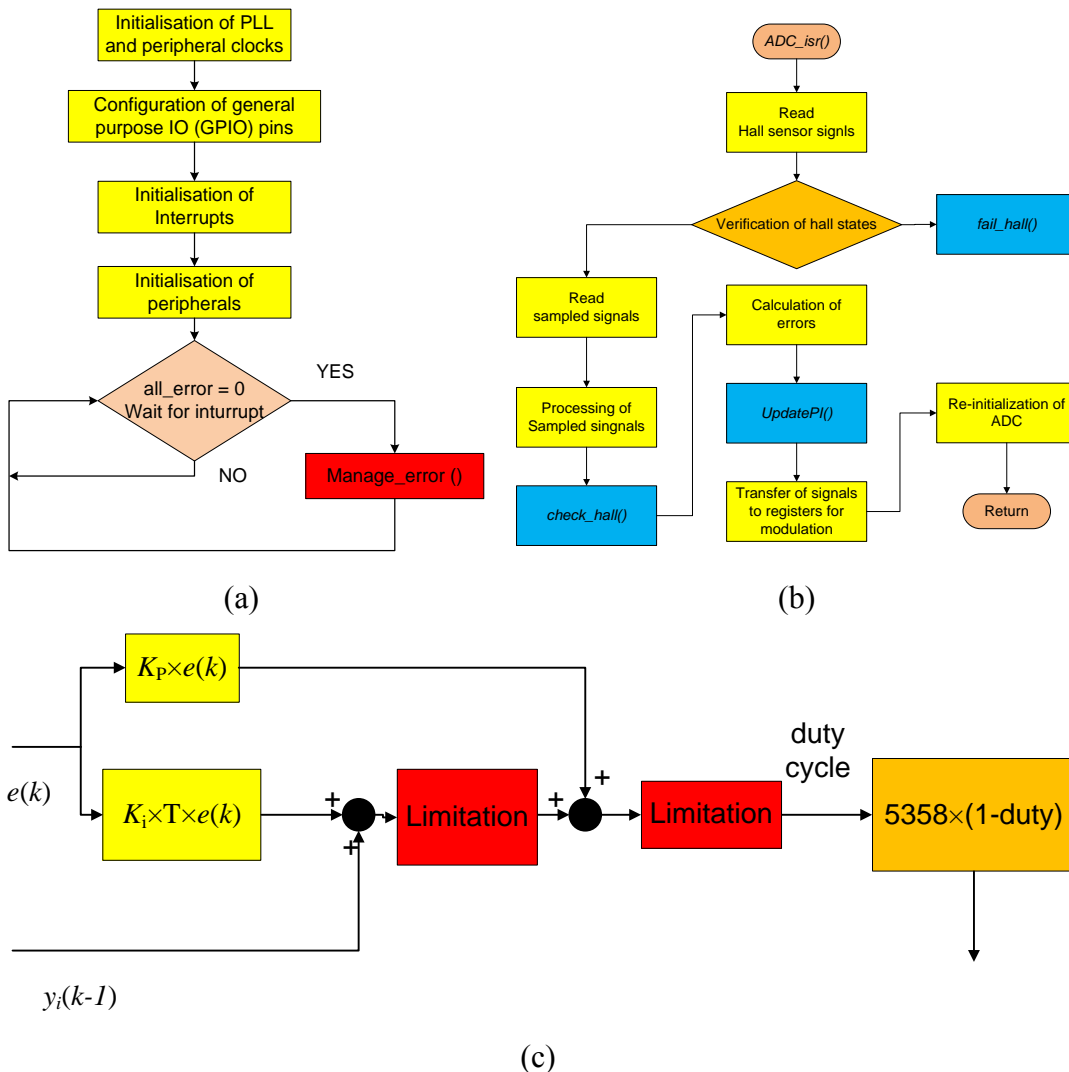 Initialisation of PLL
and peripheral clocks
Configuration of general
purpose IO (GPIO) pins
Initialisation of
Interrupts
Initialisation of
peripherals
all_error = 0
Wait for inturrupt
YES
NO
Manage_error ()
(a)
ADC_isr()
Read
Hall sensor signls
Verification of hall states
fail_hall()
Read
sampled signals
Processing of
Sampled singnals
check_hall()
Calculation of
errors
UpdatePI()
Transfer of signals
to registers for
modulation
Re-initialization of
ADC
Return
(b)
e(k)
KP×e(k)
Ki×T×e(k)
+
+
Limitation
+
+
Limitation
duty
cycle
5358×(1-duty)
yi(k-1)
(c)